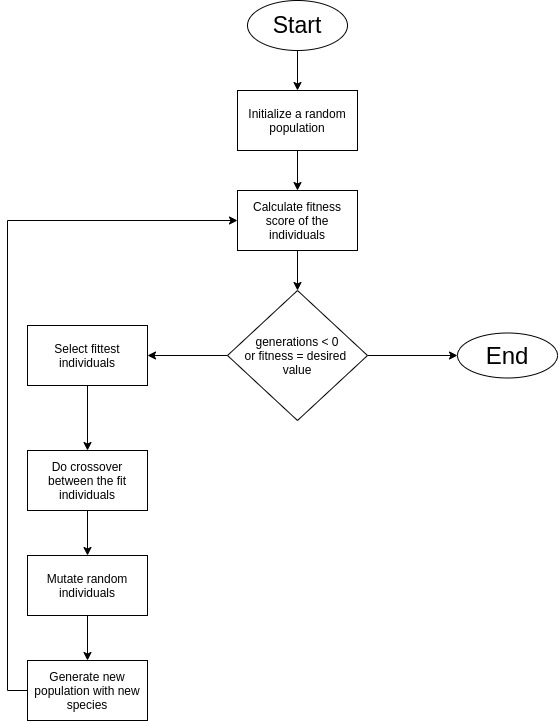 Start
Initialize a random
population
Calculate fitness
score of the
individuals
generations < 0
or fitness = desired
value
End
Select fittest
individuals
Do crossover
between the fit
individuals
Mutate random
individuals
Generate new
population with new
species